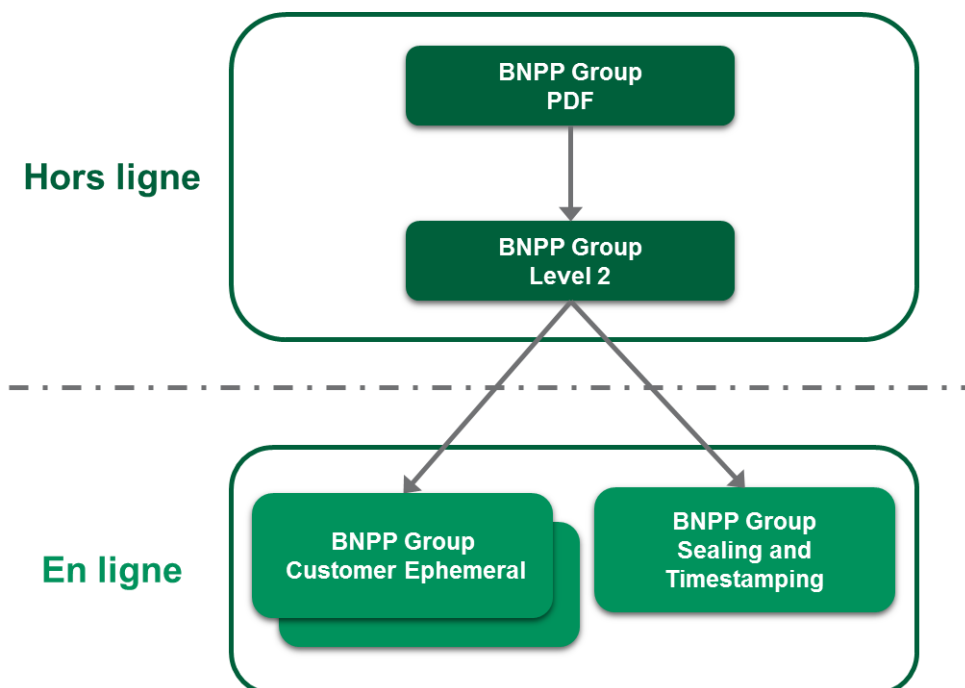 BNPP Group
PDF
Hors ligne
BNPP Group
Level 2
BNPP Group
Customer Ephemeral
BNPP Group
Sealing and
Timestamping
En ligne